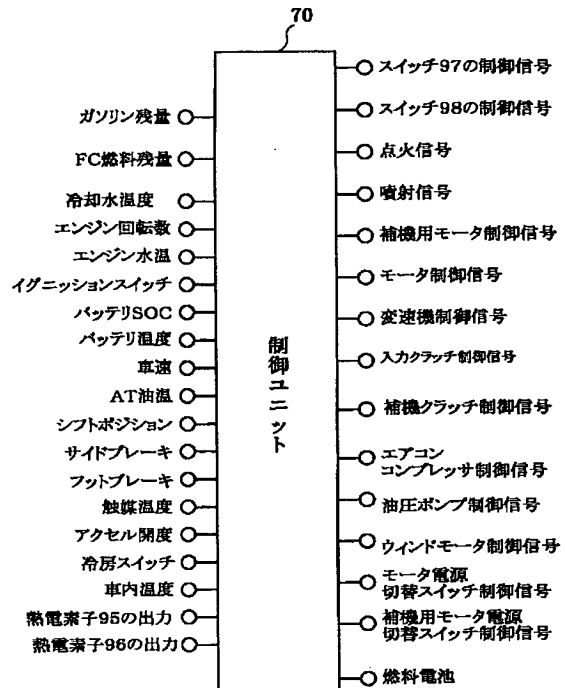 70
ガソリン残量
FC燃料残量
冷却水温度
エンジン回転数
エンジン水温
イグニッションスイッチ
バッテリSOC
バッテリ温度
車速
AT油温
シフトポジション
サイドブレーキ
フットブレーキ
触媒温度
アクセル開度
冷房スイッチ
車内温度
熱電素子95の出力
熱電素子96の出力
制御ユニット
スイッチ97の制御信号
スイッチ98の制御信号
点火信号
噴射信号
補機用モータ制御信号
モータ制御信号
変速機制御信号
入力クラッチ制御信号
補機クラッチ制御信号
エアコン
コンプレッサ制御信号
油圧ポンプ制御信号
ウィンドモータ制御信号
モータ電源
切替スイッチ制御信号
補機用モータ電源
切替スイッチ制御信号
燃料電池